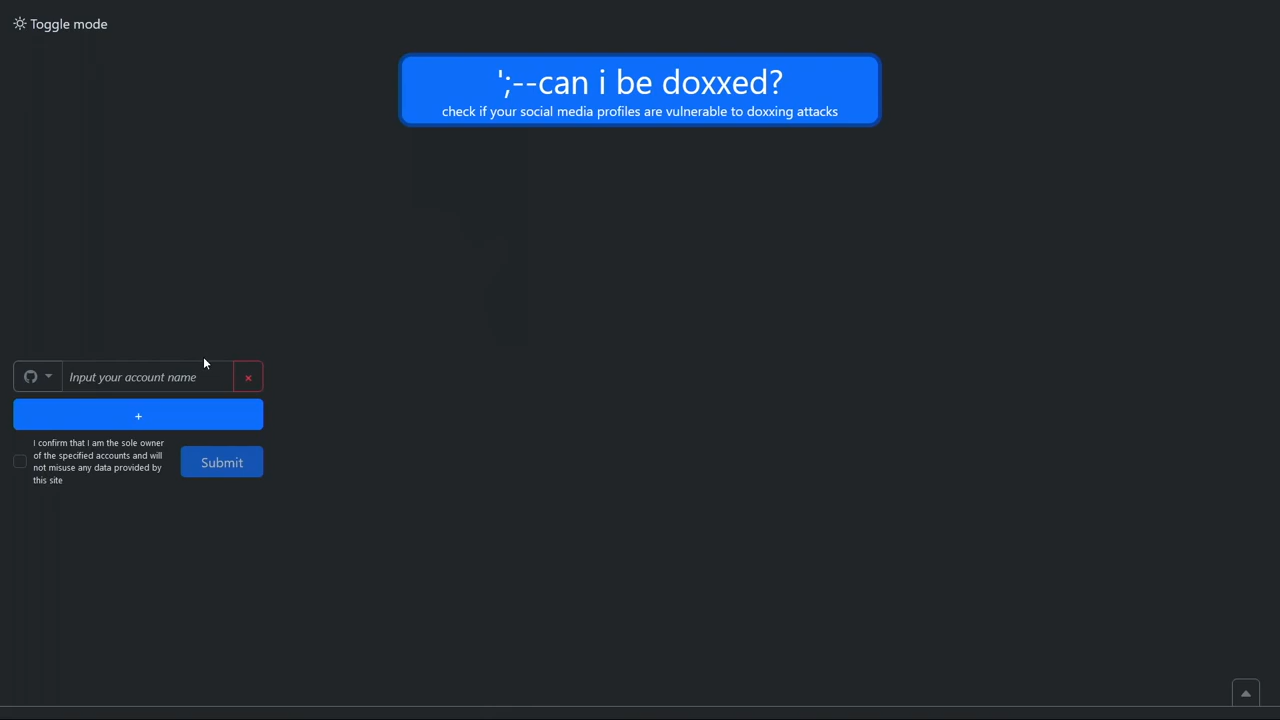 Toggle mode
';--can i be doxxed?
check if your social media profiles are vulnerable to doxxing attacks
Input your account name
×
+
I confirm that I am the sole owner
of the specified accounts and will
not misuse any data provided by
this site
Submit